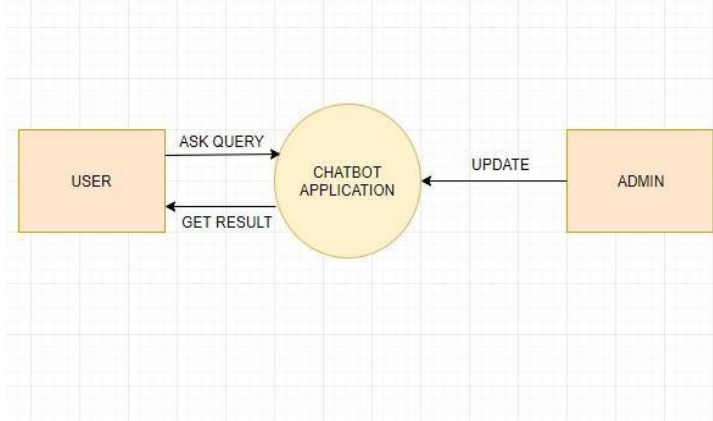 ASK QUERY
USER
CHATBOT
APPLICATION
UPDATE
ADMIN
GET RESULT